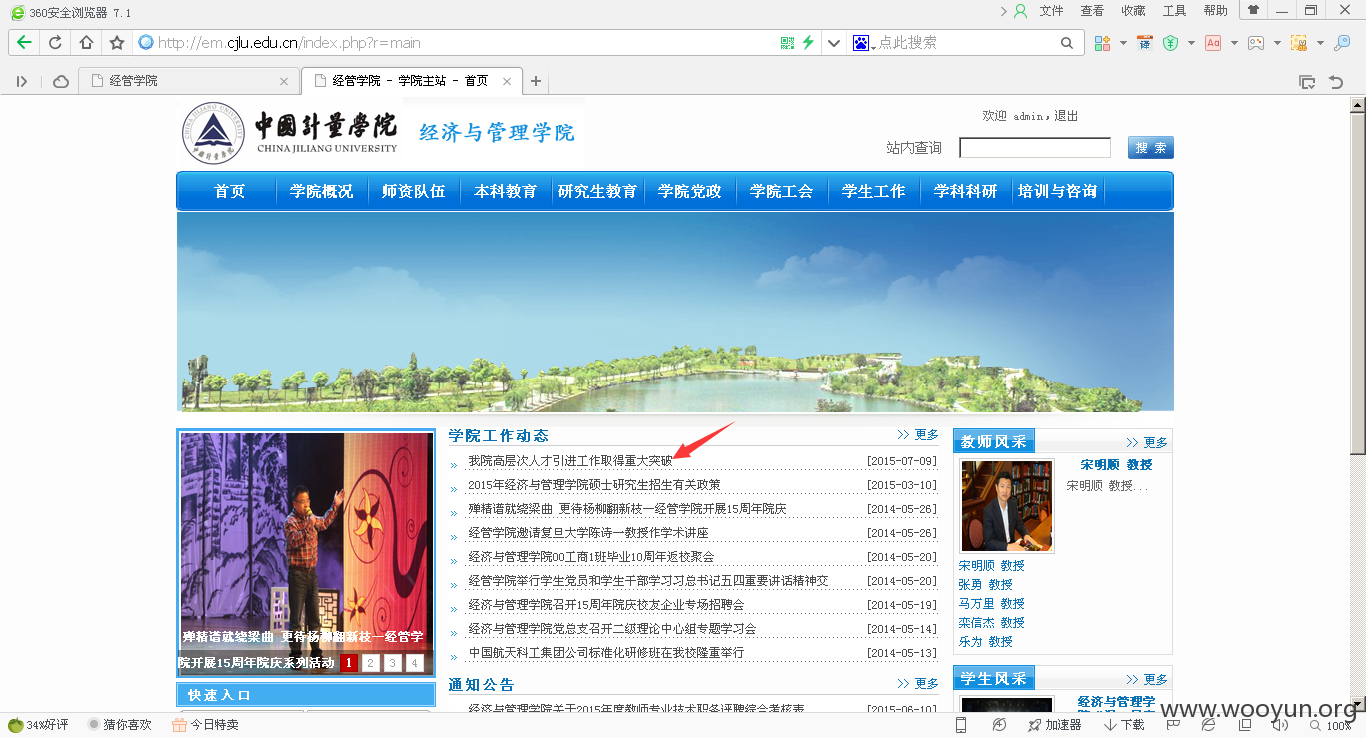 360安全浏览器 7.1
文件 查看 收藏 工具 帮助
http://em.cjlu.edu.cn/index.php?r=main
点此搜索
经管学院
经管学院 - 学院主站 - 首页
中国计量学院
CHINA JILIANG UNIVERSITY
经济与管理学院
欢迎 admin，退出
站内查询
搜 索
首页 学院概况 师资队伍 本科教育 研究生教育 学院党政 学院工会 学生工作 学科科研 培训与咨询
殚精谱就绕梁曲 更待杨柳翻新枝—经管学
院开展15周年院庆系列活动 1 2 3 4
快速入口
学院工作动态 >> 更多
» 我院高层次人才引进工作取得重大突破 [2015-07-09]
» 2015年经济与管理学院硕士研究生招生有关政策 [2015-03-10]
» 殚精谱就绕梁曲 更待杨柳翻新枝—经管学院开展15周年院庆 [2014-05-26]
» 经管学院邀请复旦大学陈诗一教授作学术讲座 [2014-05-26]
» 经济与管理学院00工商1班毕业10周年返校聚会 [2014-05-20]
» 经管学院举行学生党员和学生干部学习习总书记五四重要讲话精神交 [2014-05-20]
» 经济与管理学院召开15周年院庆校友企业专场招聘会 [2014-05-19]
» 经济与管理学院党总支召开二级理论中心组专题学习会 [2014-05-14]
» 中国航天科工集团公司标准化研修班在我校隆重举行 [2014-05-13]
通知公告 >> 更多
经济与管理学院关于2015年度教师专业技术职务评聘综合考核表 [2015-06-10]
教师风采 >> 更多
宋明顺 教授
宋明顺 教授...
宋明顺 教授
张勇 教授
马万里 教授
栾信杰 教授
乐为 教授
学生风采 >> 更多
经济与管理学
34%好评 猜你喜欢 今日特卖
加速器 下载 100%
www.wooyun.org